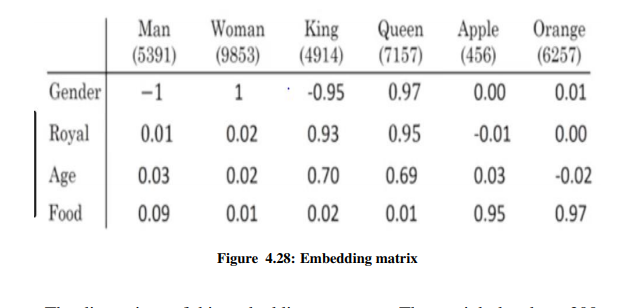 Man Woman King Queen Apple Orange
(5391) (9853) (4914) (7157) (456) (6257)
Gender −1 1 -0.95 0.97 0.00 0.01
Royal 0.01 0.02 0.93 0.95 -0.01 0.00
Age 0.03 0.02 0.70 0.69 0.03 -0.02
Food 0.09 0.01 0.02 0.01 0.95 0.97
Figure 4.28: Embedding matrix